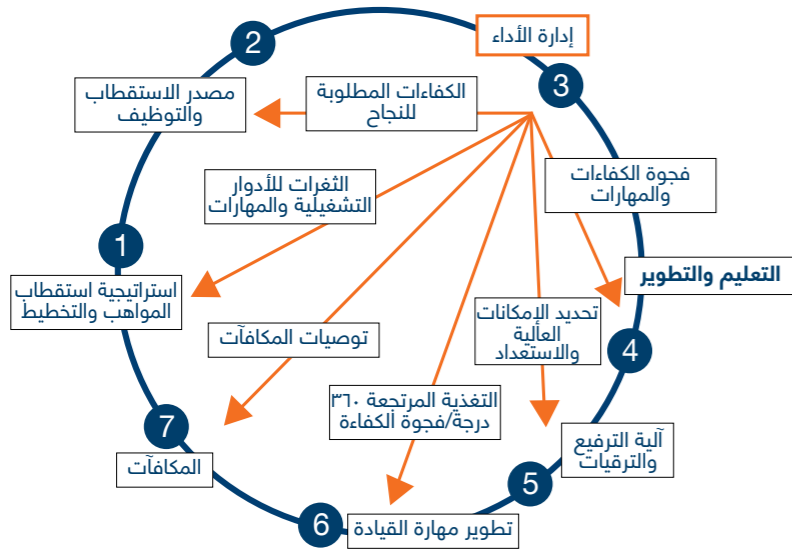 2
إدارة الأداء
3
مصدر الاستقطاب
والتوظيف
الكفاءات المطلوبة
للنجاح
فجوة الكفاءات
والمهارات
الثغرات للأدوار
التشغيلية والمهارات
1
التعليم والتطوير
استراتيجية استقطاب
المواهب والتخطيط
تحديد الإمكانات
العالية
والاستعداد
توصيات المكافآت
4
التغذية المرتجعة ٣٦٠
درجة/فجوة الكفاءة
7
آلية الترفيع
والترقيات
المكافآت
5
6
تطوير مهارة القيادة